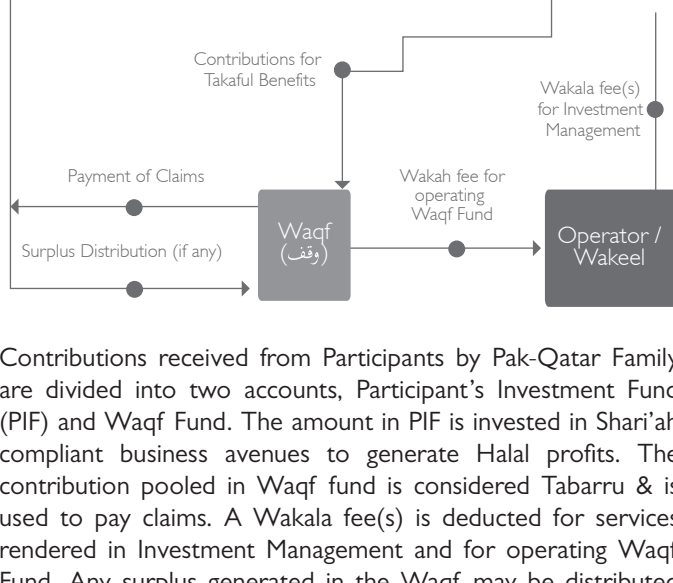 Contributions for
Takaful Benefits
Wakala fee(s)
for Investment
Management
Payment of Claims
Wakah fee for
operating
Waqf Fund
Waqf
(وقف)
Operator /
Wakeel
Surplus Distribution (if any)
Contributions received from Participants by Pak-Qatar Family
are divided into two accounts, Participant's Investment Fund
(PIF) and Waqf Fund. The amount in PIF is invested in Shari'ah
compliant business avenues to generate Halal profits. The
contribution pooled in Waqf fund is considered Tabarru & is
used to pay claims. A Wakala fee(s) is deducted for services
rendered in Investment Management and for operating Waqf
Fund. Any surplus generated in the Waqf may be distributed